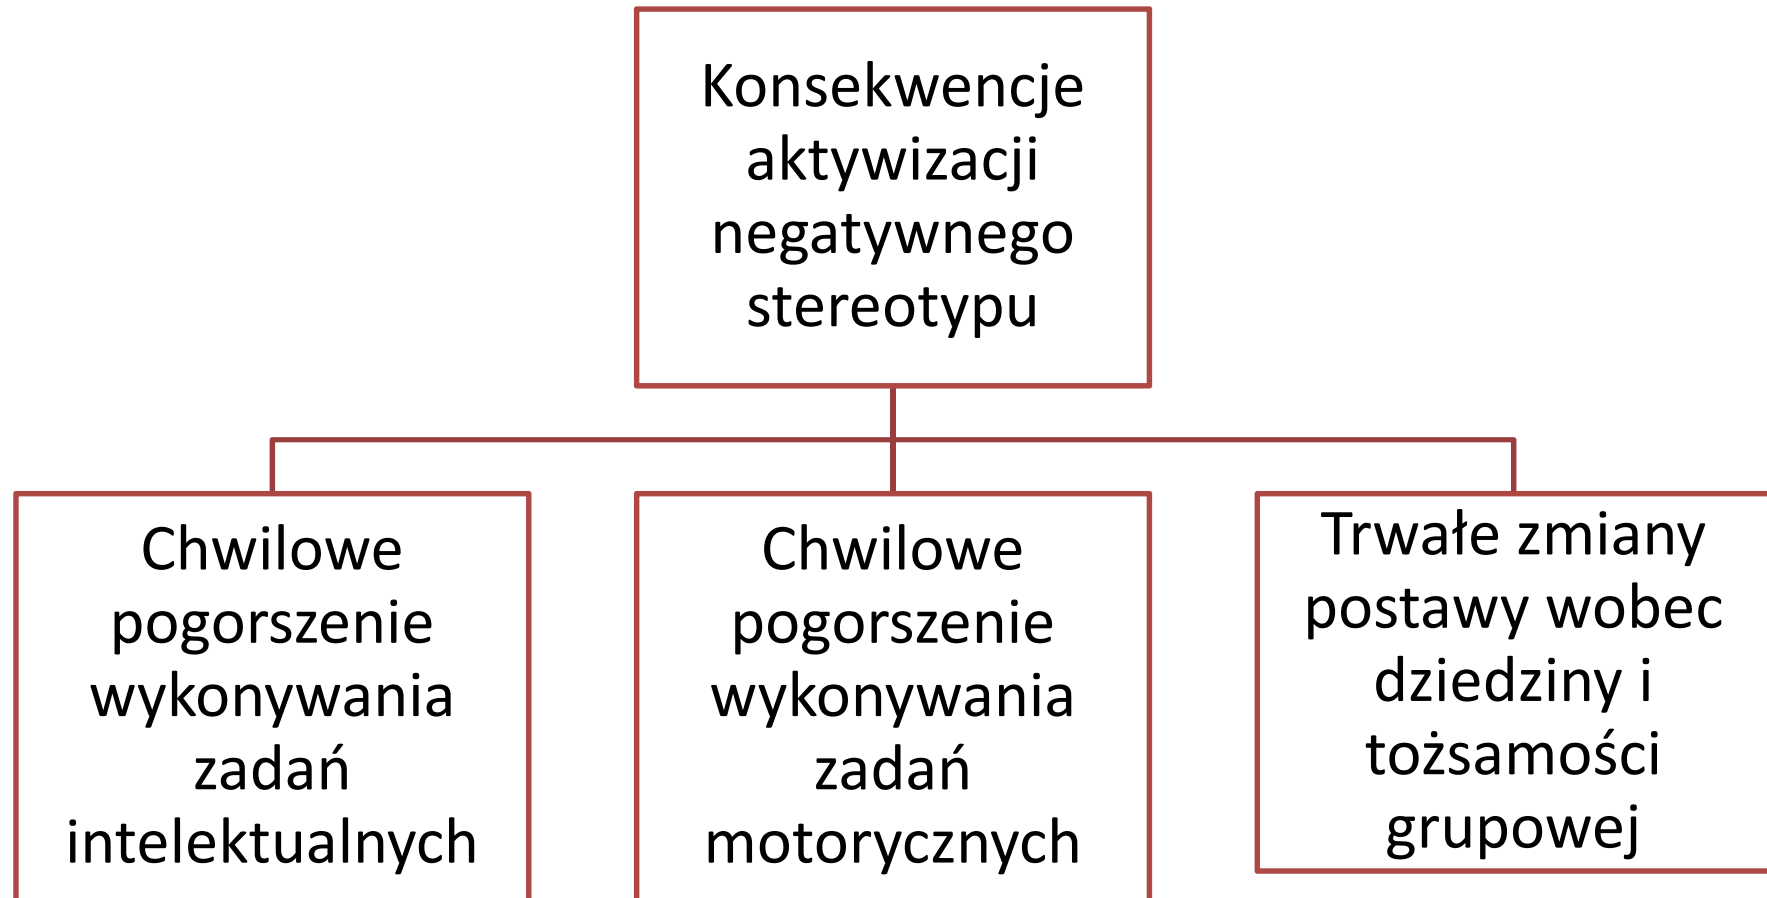 Konsekwencje
aktywizacji
negatywnego
stereotypu
Chwilowe
pogorszenie
wykonywania
zadań
intelektualnych
Chwilowe
pogorszenie
wykonywania
zadań
motorycznych
Trwałe zmiany
postawy wobec
dziedziny i
tożsamości
grupowej